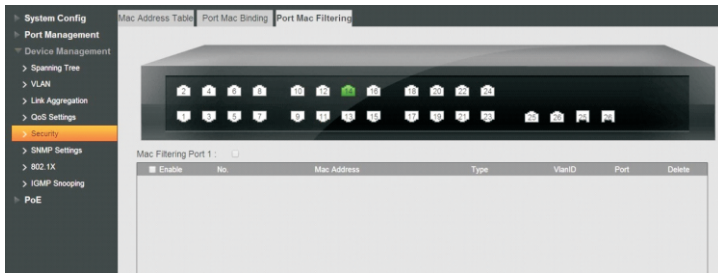 System Config
Port Management
Device Management
Spanning Tree
VLAN
Link Aggregation
QoS Settings
Security
SNMP Settings
802.1X
IGMP Snooping
PoE
Mac Address Table Port Mac Binding Port Mac Filtering
2 4 6 8 10 12 14 16 18 20 22 24
1 3 5 7 9 11 13 15 17 19 21 23 25 26 25 26
Mac Filtering Port 1 :
Enable No. Mac Address Type VlanID Port Delete